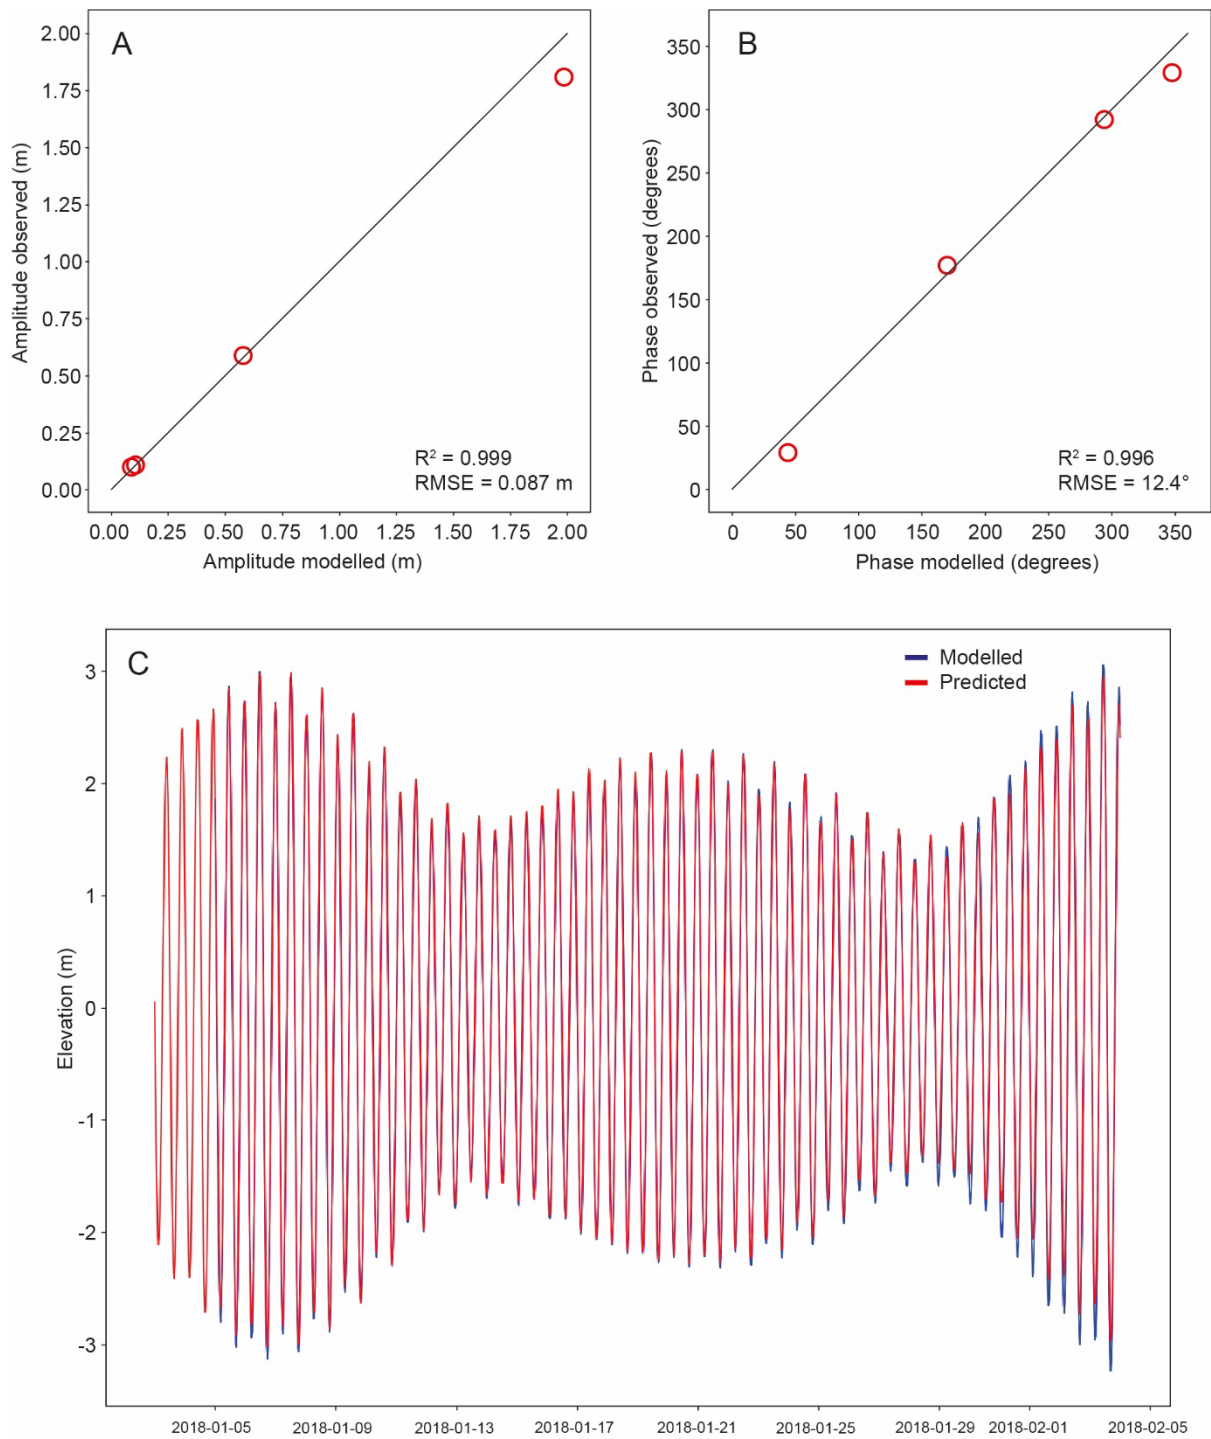 A
2.00
1.75
1.50
1.25
1.00
0.75
0.50
0.25
0.00
Amplitude observed (m)
R² = 0.999
RMSE = 0.087 m
0.00 0.25 0.50 0.75 1.00 1.25 1.50 1.75 2.00
Amplitude modelled (m)
B
350
300
250
200
150
100
50
0
Phase observed (degrees)
R² = 0.996
RMSE = 12.4°
0 50 100 150 200 250 300 350
Phase modelled (degrees)
C
Modelled
Predicted
3
2
1
0
-1
-2
-3
Elevation (m)
2018-01-05 2018-01-09 2018-01-13 2018-01-17 2018-01-21 2018-01-25 2018-01-29 2018-02-01 2018-02-05